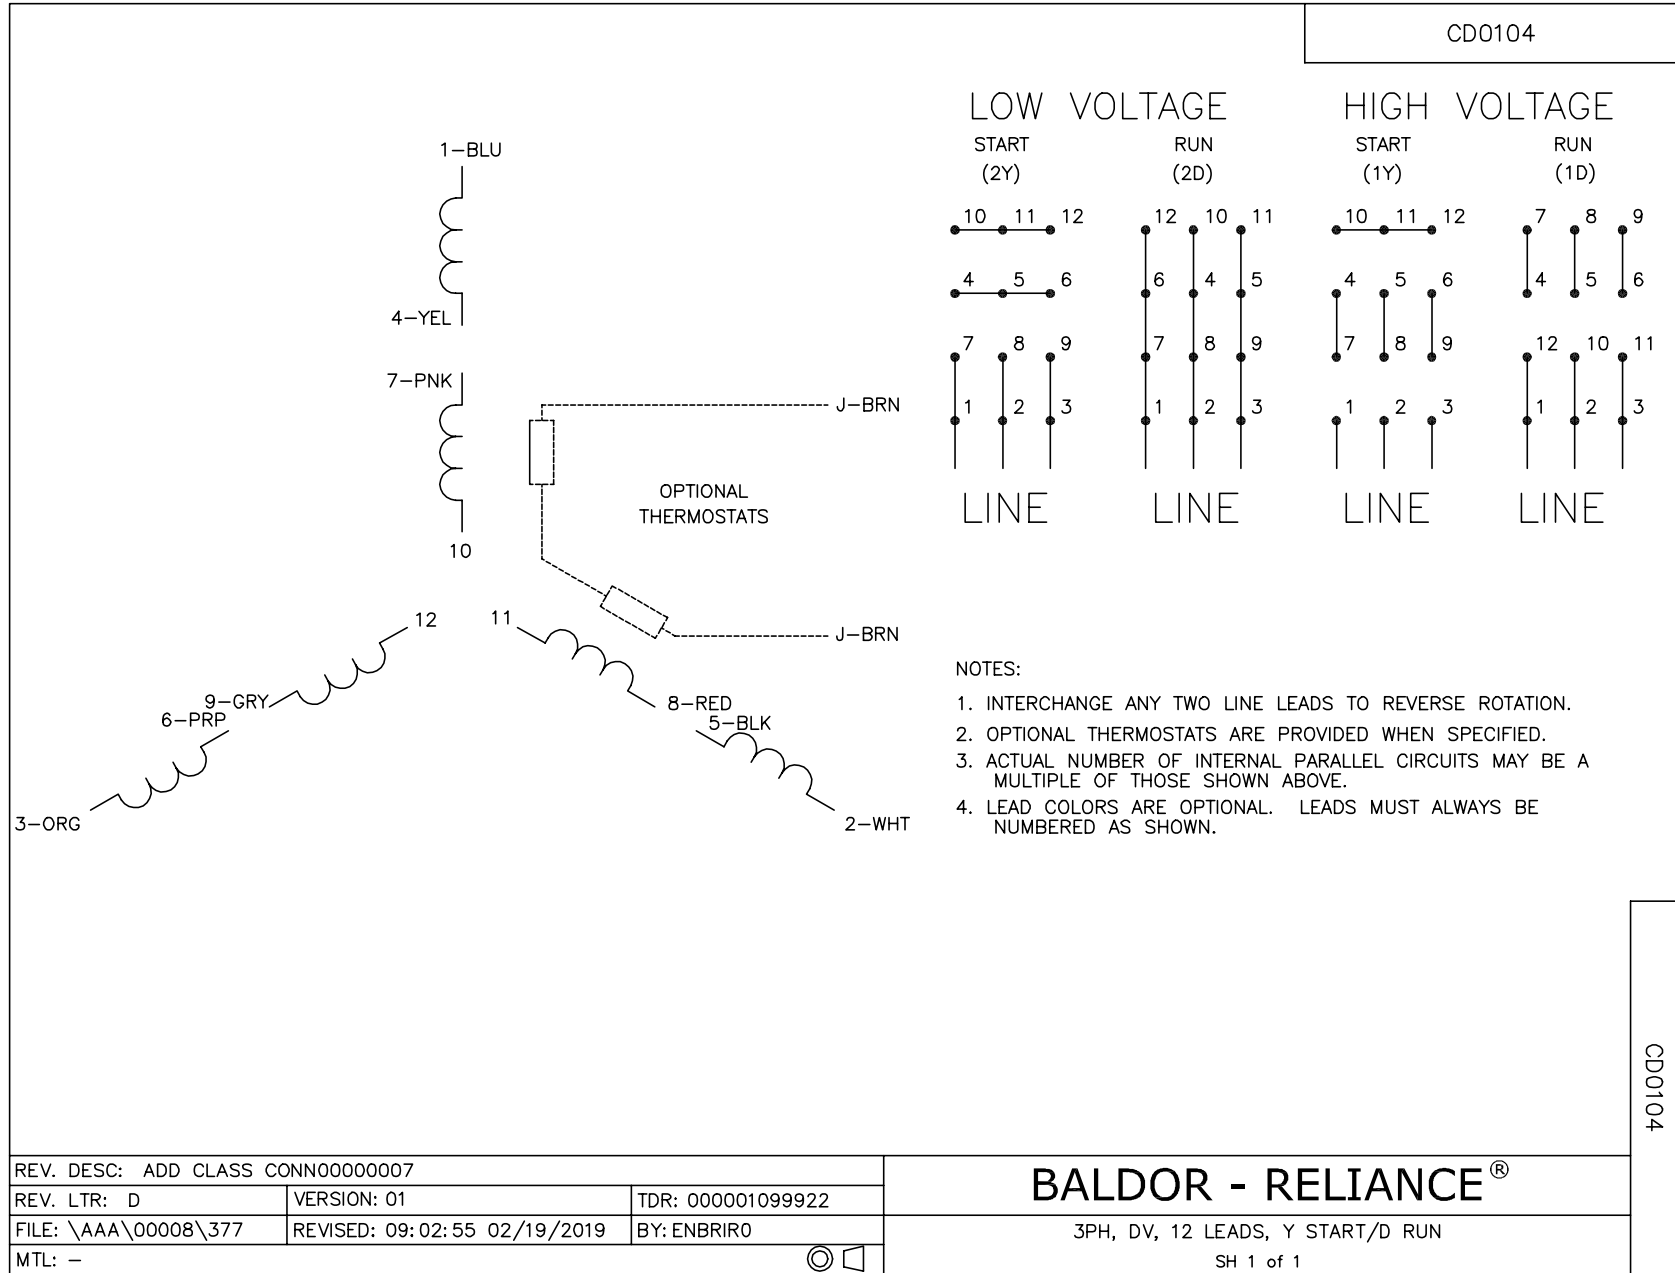 CD0104
LOW VOLTAGE
HIGH VOLTAGE
START
RUN
START
RUN
(2Y)
(2D)
(1Y)
(1D)
10 11 12
12 10 11
10 11 12
7 8 9
4 5 6
6 4 5
4 5 6
4 5 6
7 8 9
7 8 9
7 8 9
12 10 11
1 2 3
1 2 3
1 2 3
1 2 3
LINE
LINE
LINE
LINE
1-BLU
4-YEL
7-PNK
10
J-BRN
OPTIONAL
THERMOSTATS
J-BRN
12
11
9-GRY
6-PRP
3-ORG
8-RED
5-BLK
2-WHT
NOTES:
1. INTERCHANGE ANY TWO LINE LEADS TO REVERSE ROTATION.
2. OPTIONAL THERMOSTATS ARE PROVIDED WHEN SPECIFIED.
3. ACTUAL NUMBER OF INTERNAL PARALLEL CIRCUITS MAY BE A
MULTIPLE OF THOSE SHOWN ABOVE.
4. LEAD COLORS ARE OPTIONAL. LEADS MUST ALWAYS BE
NUMBERED AS SHOWN.
CD0104
REV. DESC: ADD CLASS CONN00000007
REV. LTR: D
VERSION: 01
TDR: 000001099922
FILE: \AAA\00008\377
REVISED: 09:02:55 02/19/2019
BY: ENBRIR0
MTL: -
BALDOR - RELIANCE®
3PH, DV, 12 LEADS, Y START/D RUN
SH 1 of 1